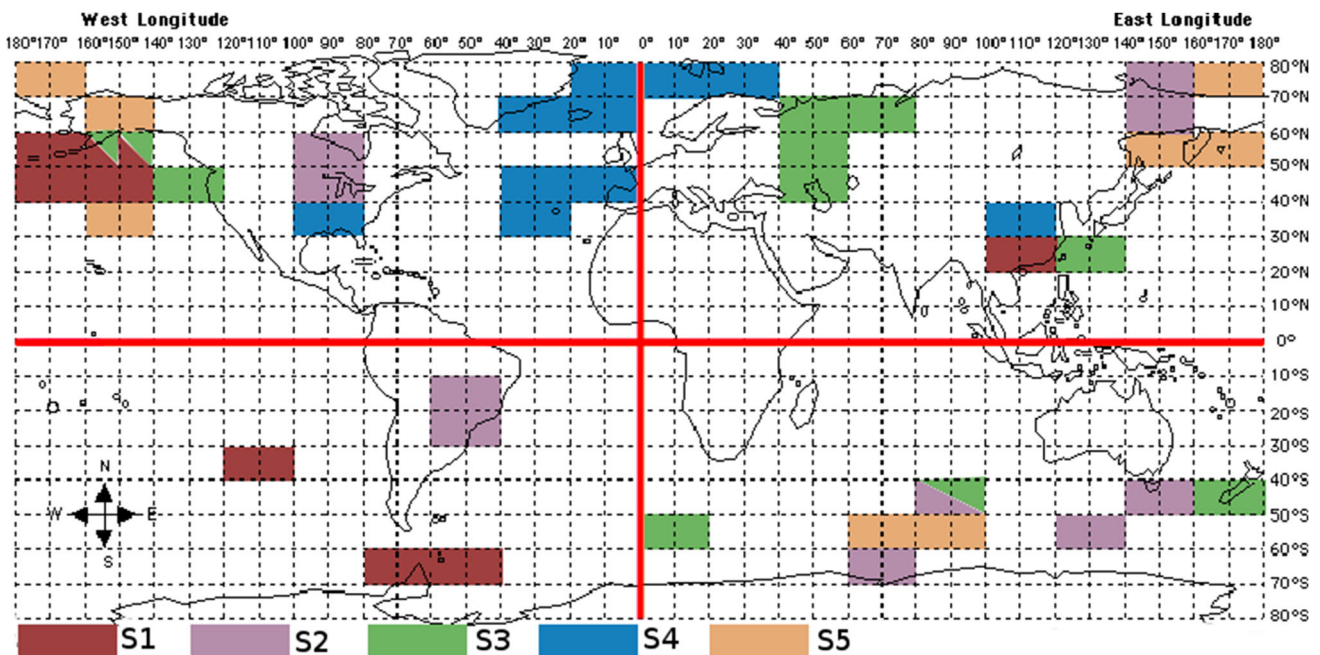 West Longitude East Longitude
180°170° 160°150° 140° 130° 120°110° 100° 90° 80° 70° 60° 50° 40° 30° 20° 10° 0° 10° 20° 30° 40° 50° 60° 70° 80° 90° 100° 110° 120°130° 140° 150° 160° 170° 180°
80°N
70°N
60°N
50°N
40°N
30°N
20°N
10°N
0°
10°S
20°S
30°S
N
40°S
W E
50°S
S
60°S
70°S
80°S
S1 S2 S3 S4 S5